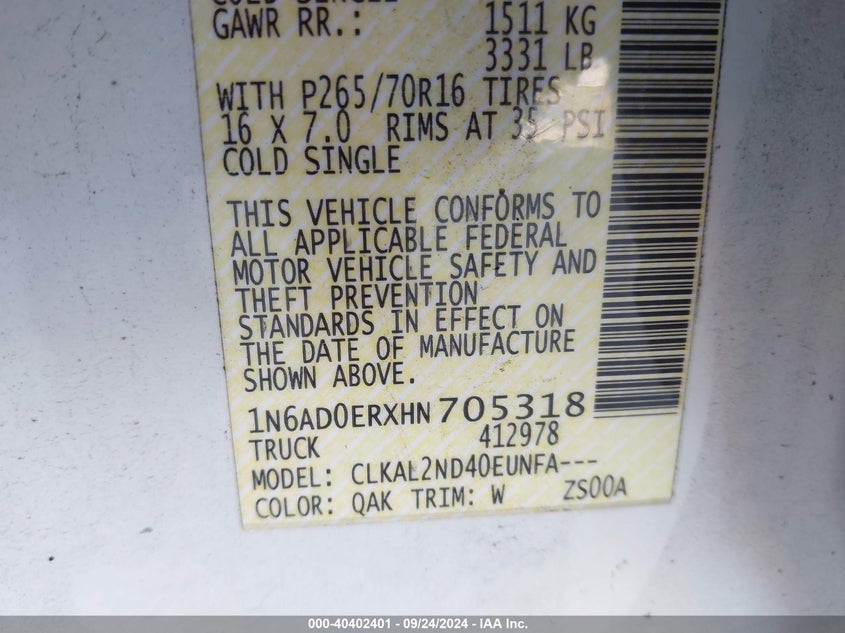 COLD SINGLE
GAWR RR.: 1511 KG
3331 LB
WITH P265/70R16 TIRES
16 X 7.0 RIMS AT 35 PSI
COLD SINGLE
THIS VEHICLE CONFORMS TO
ALL APPLICABLE FEDERAL
MOTOR VEHICLE SAFETY AND
THEFT PREVENTION
STANDARDS IN EFFECT ON
THE DATE OF MANUFACTURE
SHOWN ABOVE.
1N6AD0ERXHN705318
TRUCK 412978
MODEL: CLKAL2ND40EUNFA---
COLOR: QAK TRIM: W ZS00A
000-40402401 - 09/24/2024 - IAA Inc.